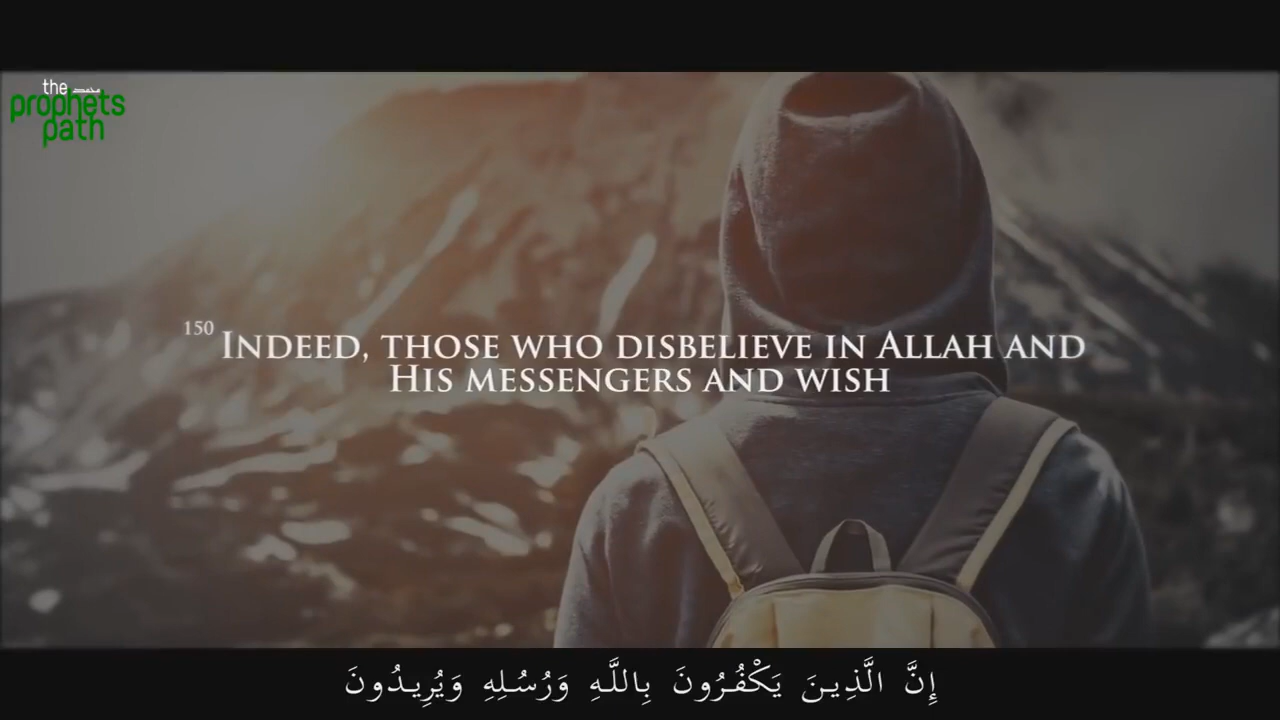 the محمد
prophets
path
150 Indeed, those who disbelieve in Allah and
His messengers and wish
إِنَّ الَّذِينَ يَكْفُرُونَ بِاللَّهِ وَرُسُلِهِ وَيُرِيدُونَ